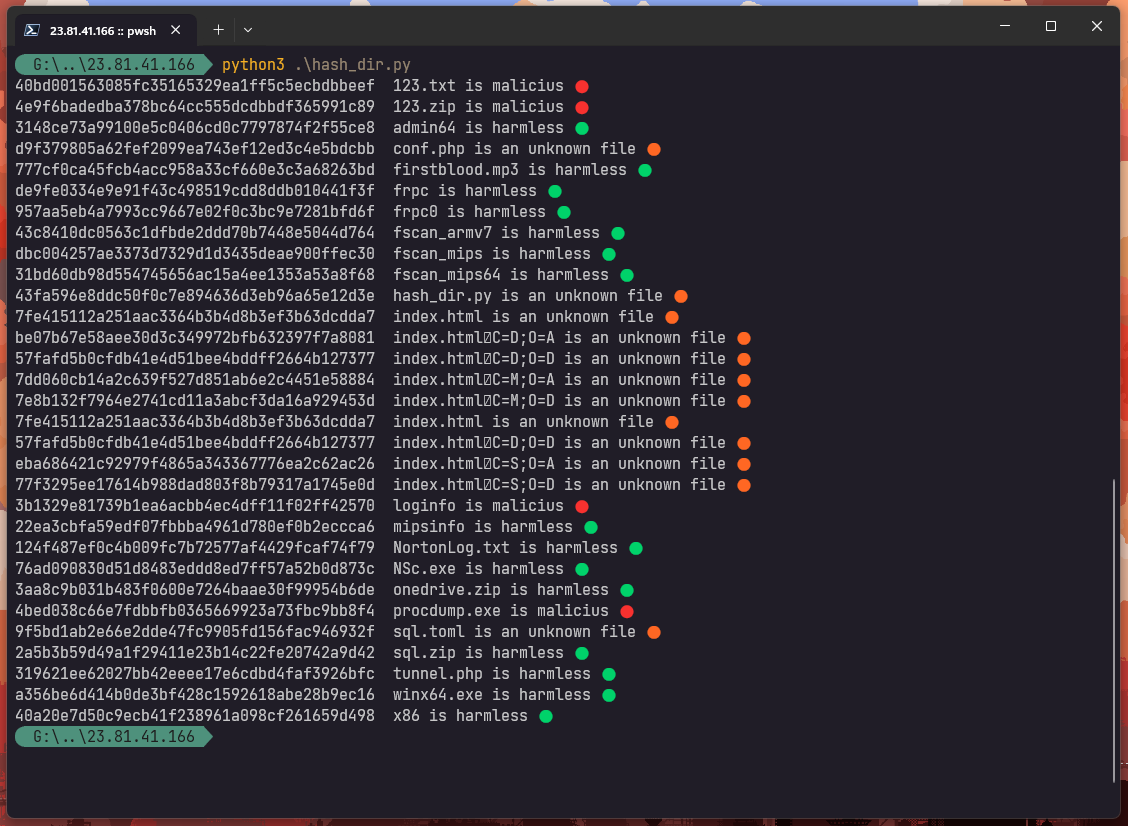 23.81.41.166 :: pwsh
G:\..\23.81.41.166 python3 .\hash_dir.py
40bd001563085fc35165329ea1ff5c5ecbdbbeef 123.txt is malicius
4e9f6badedba378bc64cc555dcdbbdf365991c89 123.zip is malicius
3148ce73a99100e5c0406cd0c7797874f2f55ce8 admin64 is harmless
d9f379805a62fef2099ea743ef12ed3c4e5bdcbb conf.php is an unknown file
777cf0ca45fcb4acc958a33cf660e3c3a68263bd firstblood.mp3 is harmless
de9fe0334e9e91f43c498519cdd8ddb010441f3f frpc is harmless
957aa5eb4a7993cc9667e02f0c3bc9e7281bfd6f frpc0 is harmless
43c8410dc0563c1dfbde2ddd70b7448e5044d764 fscan_armv7 is harmless
dbc004257ae3373d7329d1d3435deae900ffec30 fscan_mips is harmless
31bd60db98d554745656ac15a4ee1353a53a8f68 fscan_mips64 is harmless
43fa596e8ddc50f0c7e894636d3eb96a65e12d3e hash_dir.py is an unknown file
7fe415112a251aac3364b3b4d8b3ef3b63dcdda7 index.html is an unknown file
be07b67e58aee30d3c349972bfb632397f7a8081 index.htmlC=D;O=A is an unknown file
57fafd5b0cfdb41e4d51bee4bddff2664b127377 index.htmlC=D;O=D is an unknown file
7dd060cb14a2c639f527d851ab6e2c4451e58884 index.htmlC=M;O=A is an unknown file
7e8b132f7964e2741cd11a3abcf3da16a929453d index.htmlC=M;O=D is an unknown file
7fe415112a251aac3364b3b4d8b3ef3b63dcdda7 index.html is an unknown file
57fafd5b0cfdb41e4d51bee4bddff2664b127377 index.htmlC=D;O=D is an unknown file
eba686421c92979f4865a343367776ea2c62ac26 index.htmlC=S;O=A is an unknown file
77f3295ee17614b988dad803f8b79317a1745e0d index.htmlC=S;O=D is an unknown file
3b1329e81739b1ea6acbb4ec4dff11f02ff42570 loginfo is malicius
22ea3cbfa59edf07fbbba4961d780ef0b2eccca6 mipsinfo is harmless
124f487ef0c4b009fc7b72577af4429fcaf74f79 NortonLog.txt is harmless
76ad090830d51d8483eddd8ed7ff57a52b0d873c NSc.exe is harmless
3aa8c9b031b483f0600e7264baae30f99954b6de onedrive.zip is harmless
4bed038c66e7fdbbfb0365669923a73fbc9bb8f4 procdump.exe is malicius
9f5bd1ab2e66e2dde47fc9905fd156fac946932f sql.toml is an unknown file
2a5b3b59d49a1f29411e23b14c22fe20742a9d42 sql.zip is harmless
319621ee62027bb42eeee17e6cdbd4faf3926bfc tunnel.php is harmless
a356be6d414b0de3bf428c1592618abe28b9ec16 winx64.exe is harmless
40a20e7d50c9ecb41f238961a098cf261659d498 x86 is harmless
G:\..\23.81.41.166